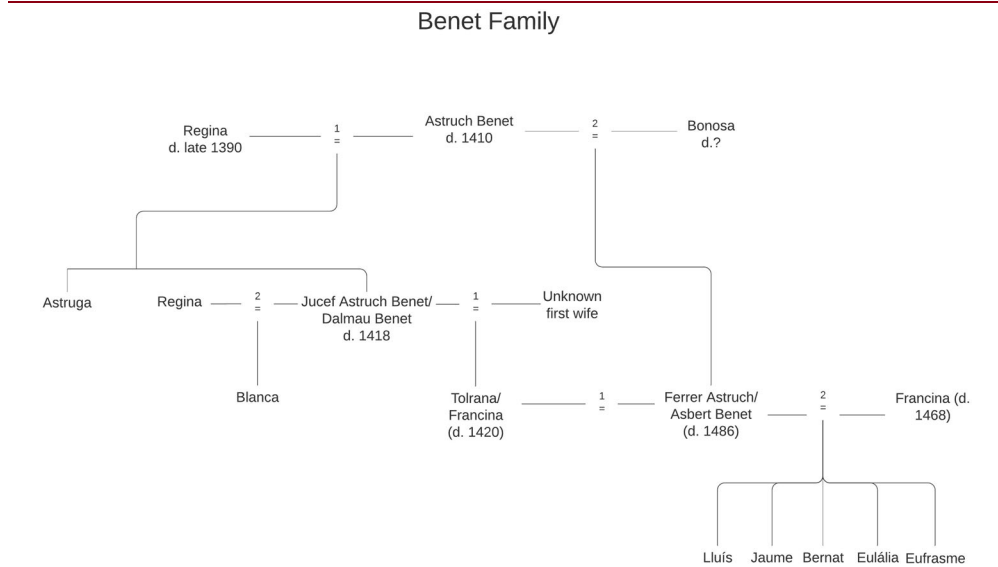 Benet Family
Regina
d. late 1390
1
=
Astruch Benet
d. 1410
2
=
Bonosa
d.?
Astruga
Regina
2
=
Jucef Astruch Benet/
Dalmau Benet
d. 1418
1
=
Unknown
first wife
Blanca
Tolrana/
Francina
(d. 1420)
1
=
Ferrer Astruch/
Asbert Benet
(d. 1486)
2
=
Francina (d.
1468)
Lluís
Jaume
Bernat
Eulália
Eufrasme